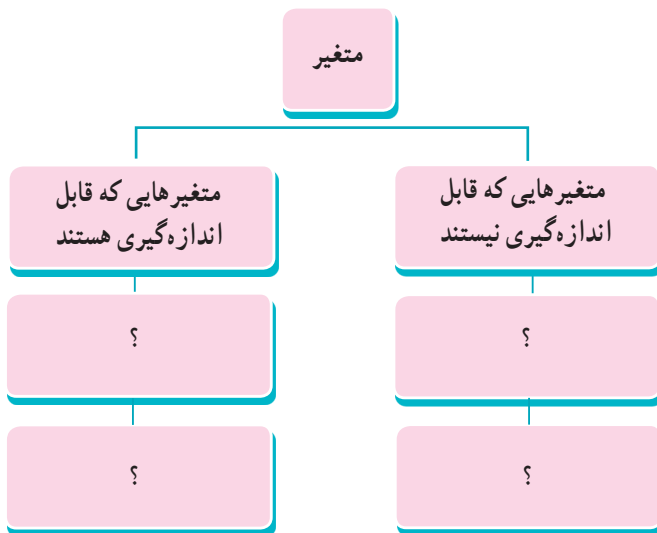 متغیر
متغیرهایی که قابل
اندازه‌گیری نیستند
متغیرهایی که قابل
اندازه‌گیری هستند
؟
؟
؟
؟